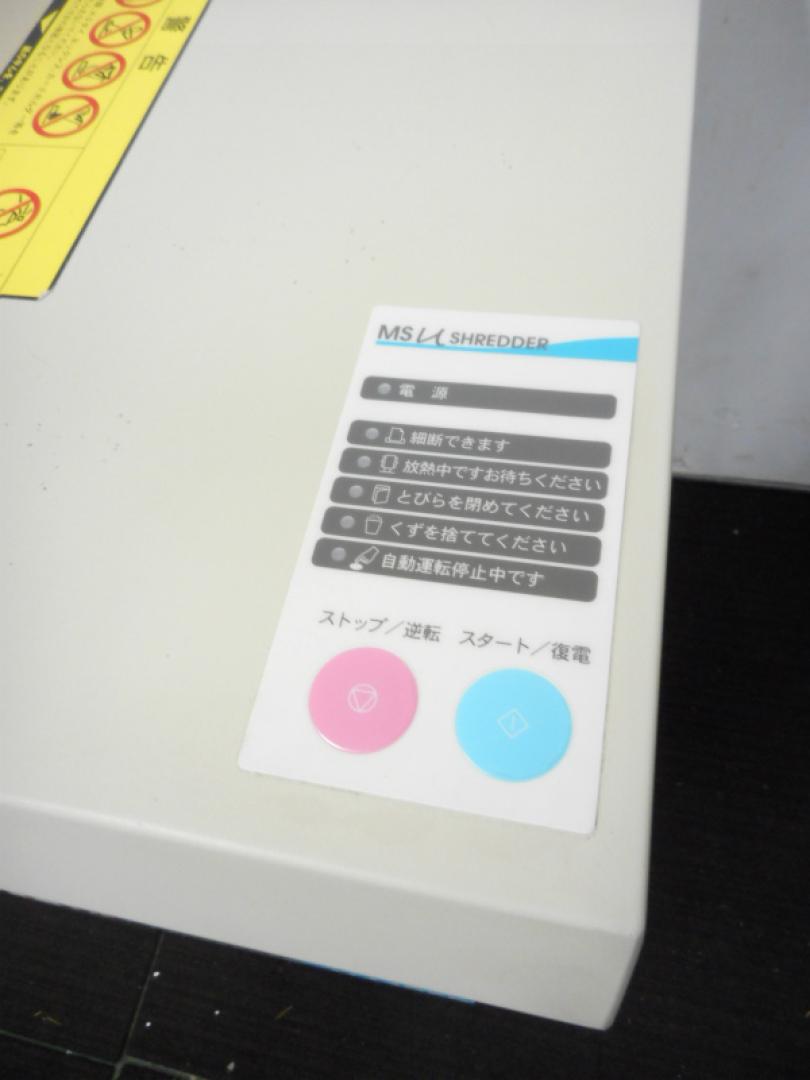 警告
MS μ SHREDDER
電 源
細断できます
放熱中ですお待ちください
とびらを閉めてください
くずを捨ててください
自動運転停止中です
ストップ／逆転 スタート／復電